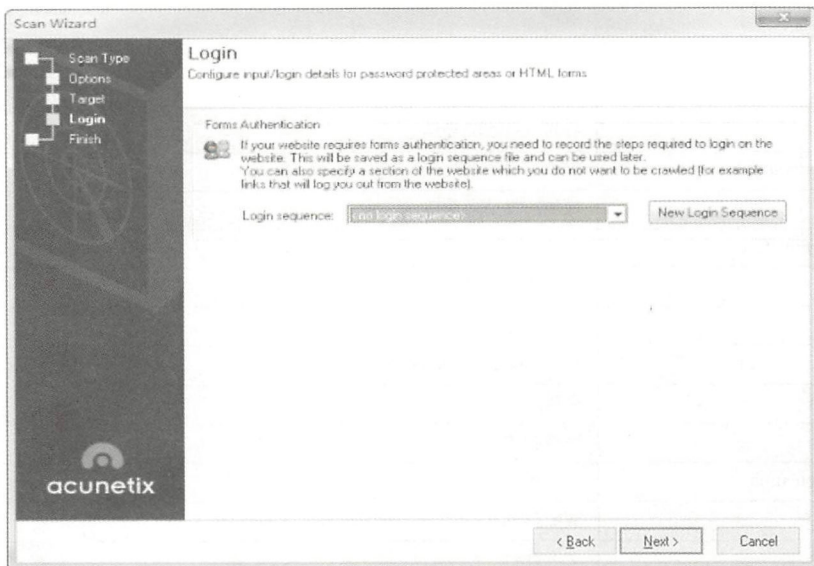 Scan Wizard
Scan Type
Options
Target
Login
Finish
Login
Configure input/login details for password protected areas or HTML forms
Forms Authentication
If your website requires forms authentication, you need to record the steps required to login on the
website. This will be saved as a login sequence file and can be used later.
You can also specify a section of the website which you do not want to be crawled (for example
links that will log you out from the website).
Login sequence: <no login sequence> New Login Sequence
acunetix
< Back Next > Cancel